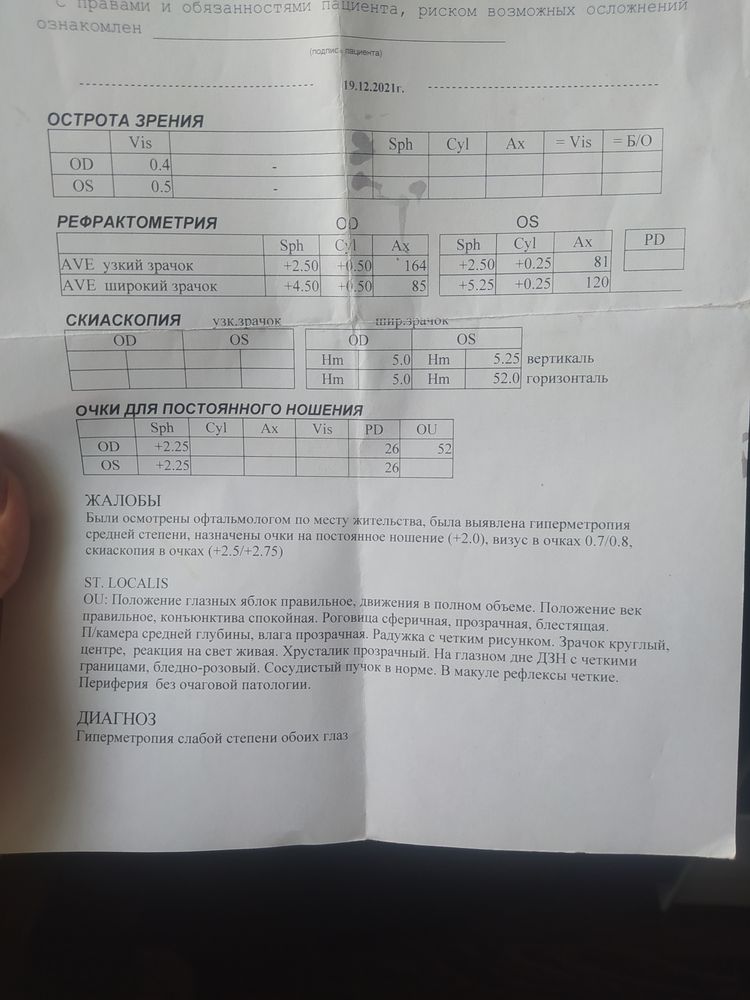 С правами и обязанностями пациента, риском возможных осложнений
ознакомлен
(подпись пациента)
19.12.2021г.
ОСТРОТА ЗРЕНИЯ
Vis Sph Cyl Ax = Vis = Б/О
OD 0.4 -
OS 0.5 -
РЕФРАКТОМЕТРИЯ OD OS
Sph Cyl Ax Sph Cyl Ax PD
AVE узкий зрачок +2.50 +0.50 164 +2.50 +0.25 81
AVE широкий зрачок +4.50 +0.50 85 +5.25 +0.25 120
СКИАСКОПИЯ узк.зрачок шир.зрачок
OD OS OD OS
Hm 5.0 Hm 5.25 вертикаль
Hm 5.0 Hm 52.0 горизонталь
ОЧКИ ДЛЯ ПОСТОЯННОГО НОШЕНИЯ
Sph Cyl Ax Vis PD OU
OD +2.25 26 52
OS +2.25 26
ЖАЛОБЫ
Были осмотрены офтальмологом по месту жительства, была выявлена гиперметропия
средней степени, назначены очки на постоянное ношение (+2.0), визус в очках 0.7/0.8,
скиаскоп в очках (+2.5/+2.75)
ST. LOCALIS
OU: Положение глазных яблок правильное, движения в полном объеме. Положение век
правильное, конъюнктива спокойная. Роговица сферичная, прозрачная, блестящая.
П/камера средней глубины, влага прозрачная. Радужка с четким рисунком. Зрачок круглый,
центре, реакция на свет живая. Хрусталик прозрачный. На глазном дне ДЗН с четкими
границами, бледно-розовый. Сосудистый пучок в норме. В макуле рефлексы четкие.
Периферия без очаговой патологии.
ДИАГНОЗ
Гиперметропия слабой степени обоих глаз